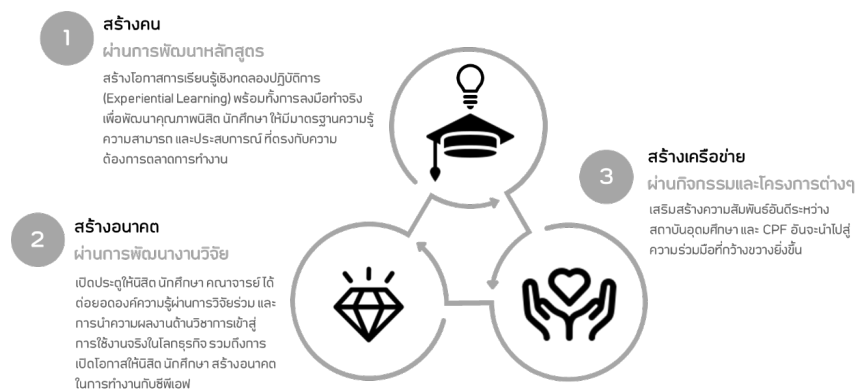 1
สร้างคน
ผ่านการพัฒนาหลักสูตร
สร้างโอกาสการเรียนรู้เชิงทดลองปฏิบัติการ
(Experiential Learning) พร้อมทั้งการลงมือทำจริง
เพื่อพัฒนาคุณภาพนิสิต นักศึกษา ให้มีมาตรฐานความรู้
ความสามารถ และประสบการณ์ ที่ตรงกับความ
ต้องการตลาดการทำงาน
2
สร้างอนาคต
ผ่านการพัฒนางานวิจัย
เปิดประตูให้นิสิต นักศึกษา คณาจารย์ ได้
ต่อยอดองค์ความรู้ผ่านการวิจัยร่วม และ
การนำความผลงานด้านวิชาการเข้าสู่
การใช้งานจริงในโลกธุรกิจ รวมถึงการ
เปิดโอกาสให้นิสิต นักศึกษา สร้างอนาคต
ในการทำงานกับซีพีเอฟ
3
สร้างเครือข่าย
ผ่านกิจกรรมและโครงการต่างๆ
เสริมสร้างความสัมพันธ์อันดีระหว่าง
สถาบันอุดมศึกษา และ CPF อันจะนำไปสู่
ความร่วมมือที่กว้างขวางยิ่งขึ้น